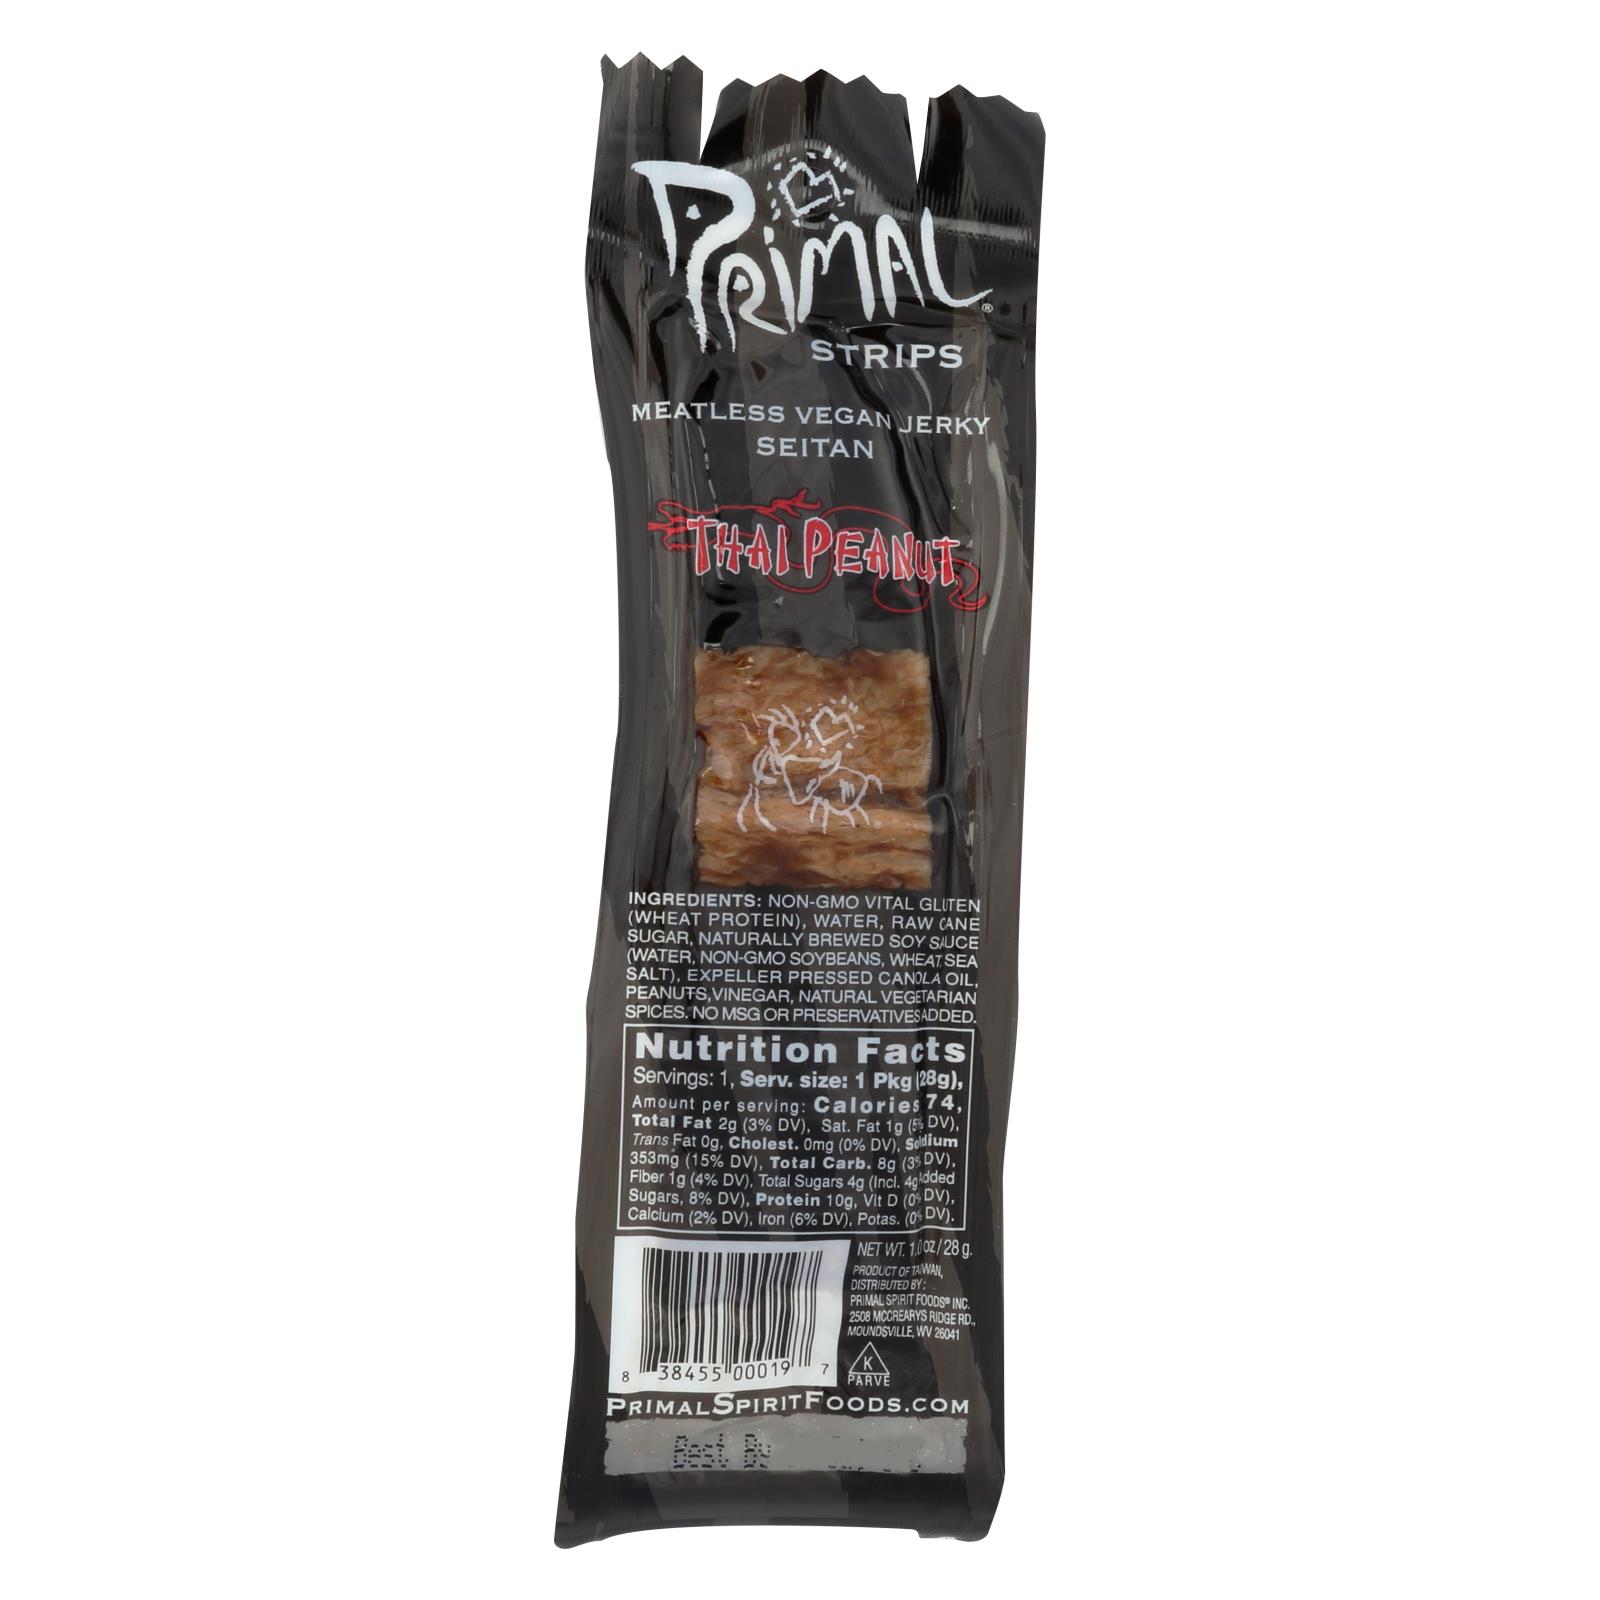 PRIMAL®
STRIPS
MEATLESS VEGAN JERKY
SEITAN
THAI PEANUT
®
INGREDIENTS: NON-GMO VITAL GLUTEN
(WHEAT PROTEIN), WATER, RAW CANE
SUGAR, NATURALLY BREWED SOY SAUCE
(WATER, NON-GMO SOYBEANS, WHEAT, SEA
SALT), EXPELLER PRESSED CANOLA OIL,
PEANUTS, VINEGAR, NATURAL VEGETARIAN
SPICES. NO MSG OR PRESERVATIVES ADDED.
Nutrition Facts
Servings: 1, Serv. size: 1 Pkg (28g),
Amount per serving: Calories 74,
Total Fat 2g (3% DV), Sat. Fat 1g (5% DV),
Trans Fat 0g, Cholest. 0mg (0% DV), Sodium
353mg (15% DV), Total Carb. 8g (3% DV),
Fiber 1g (4% DV), Total Sugars 4g (Incl. 4g Added
Sugars, 8% DV), Protein 10g, Vit D (0% DV),
Calcium (2% DV), Iron (6% DV), Potas. (0% DV).
NET WT. 1.0 oz / 28 g.
PRODUCT OF TAIWAN,
DISTRIBUTED BY:
PRIMAL SPIRIT FOODS® INC.
2508 MCCREARYS RIDGE RD.,
MOUNDSVILLE, WV 26041
K
PARVE
8 38455 00019 7
PRIMALSPIRITFOODS.COM
Best By